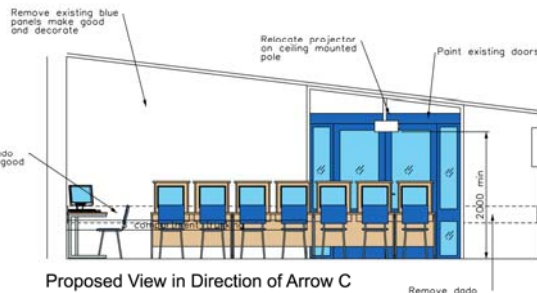 Remove existing blue
panels make good
and decorate
Relocate projector
on ceiling mounted
pole
Paint existing doors
good
2000 min
Proposed View in Direction of Arrow C
Remove dado